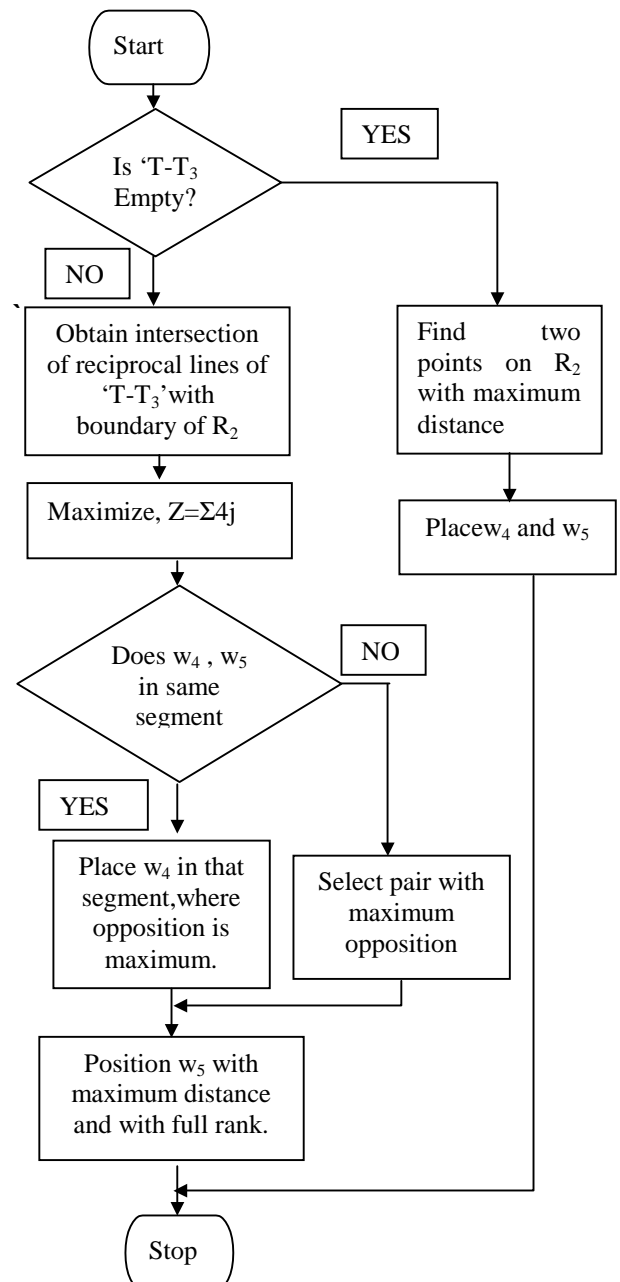 Start
YES
Is ‘T-T₃
Empty?
NO
`
Obtain intersection
of reciprocal lines of
‘T-T₃’with
boundary of R₂
Find two
points on R₂
with maximum
distance
Maximize, Z=Σ4j
Placew₄ and w₅
Does w₄ , w₅
in same
segment
NO
YES
Place w₄ in that
segment,where
opposition is
maximum.
Select pair with
maximum
opposition
Position w₅ with
maximum distance
and with full rank.
Stop